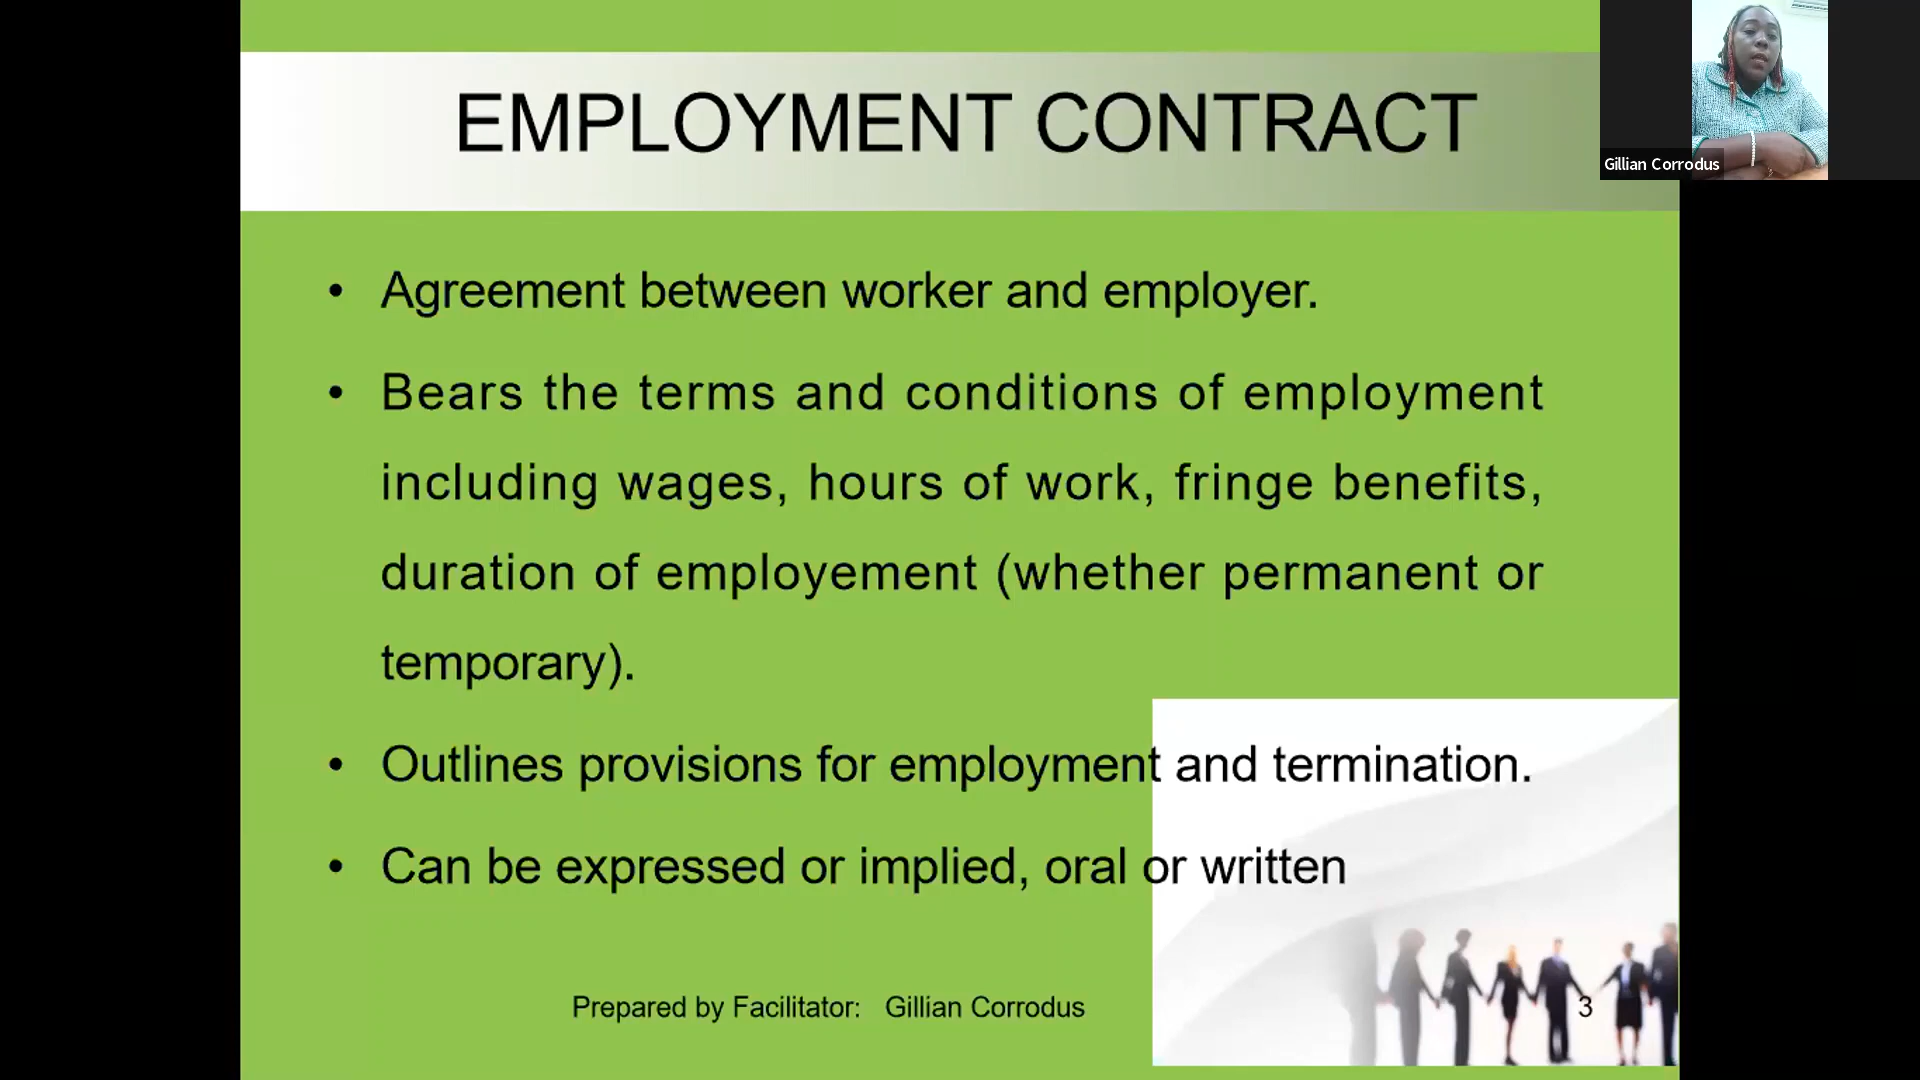 EMPLOYMENT CONTRACT
Gillian Corrodus
• Agreement between worker and employer.
• Bears the terms and conditions of employment
including wages, hours of work, fringe benefits,
duration of employement (whether permanent or
temporary).
• Outlines provisions for employment and termination.
• Can be expressed or implied, oral or written
Prepared by Facilitator: Gillian Corrodus
3